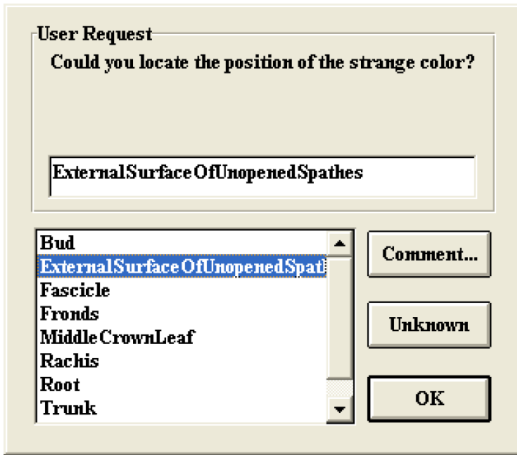 User Request
Could you locate the position of the strange color?
ExternalSurfaceOfUnopenedSpathes
Bud
ExternalSurfaceOfUnopenedSpath
Fascicle
Fronds
MiddleCrownLeaf
Rachis
Root
Trunk
Comment...
Unknown
OK